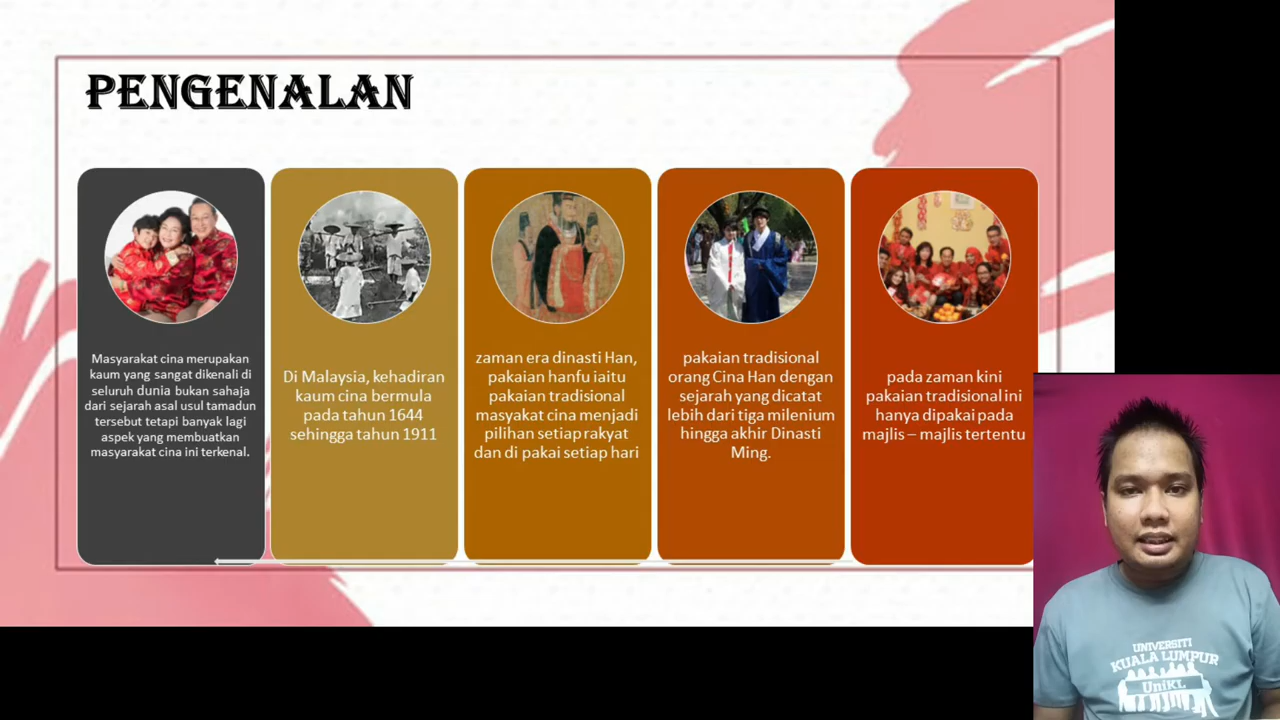 PENGENALAN
Masyarakat cina merupakan
kaum yang sangat dikenali di
seluruh dunia bukan sahaja
dari sejarah asal usul tamadun
tersebut tetapi banyak lagi
aspek yang membuatkan
masyarakat cina ini terkenal.
Di Malaysia, kehadiran
kaum cina bermula
pada tahun 1644
sehingga tahun 1911
zaman era dinasti Han,
pakaian hanfu iaitu
pakaian tradisional
masyakat cina menjadi
pilihan setiap rakyat
dan di pakai setiap hari
pakaian tradisional
orang Cina Han dengan
sejarah yang dicatat
lebih dari tiga milenium
hingga akhir Dinasti
Ming.
pada zaman kini
pakaian tradisional ini
hanya dipakai pada
majlis – majlis tertentu
UNIVERSITI
KUALA LUMPUR
UniKL